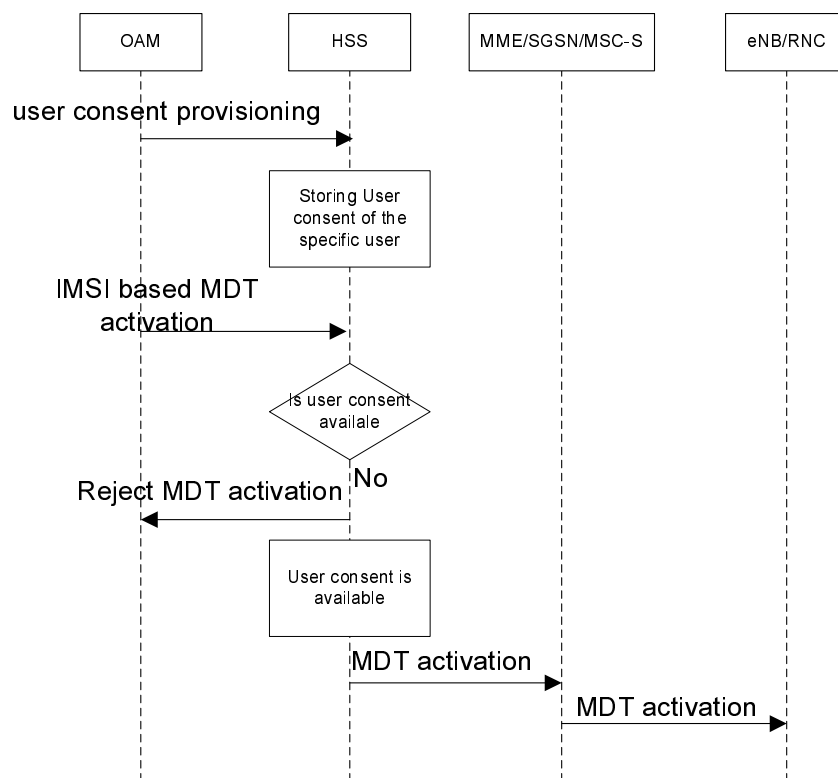 OAM
HSS
MME/SGSN/MSC-S
eNB/RNC
user consent provisioning
Storing User
consent of the
specific user
IMSI based MDT
activation
Is user consent
availale
No
Reject MDT activation
User consent is
available
MDT activation
MDT activation